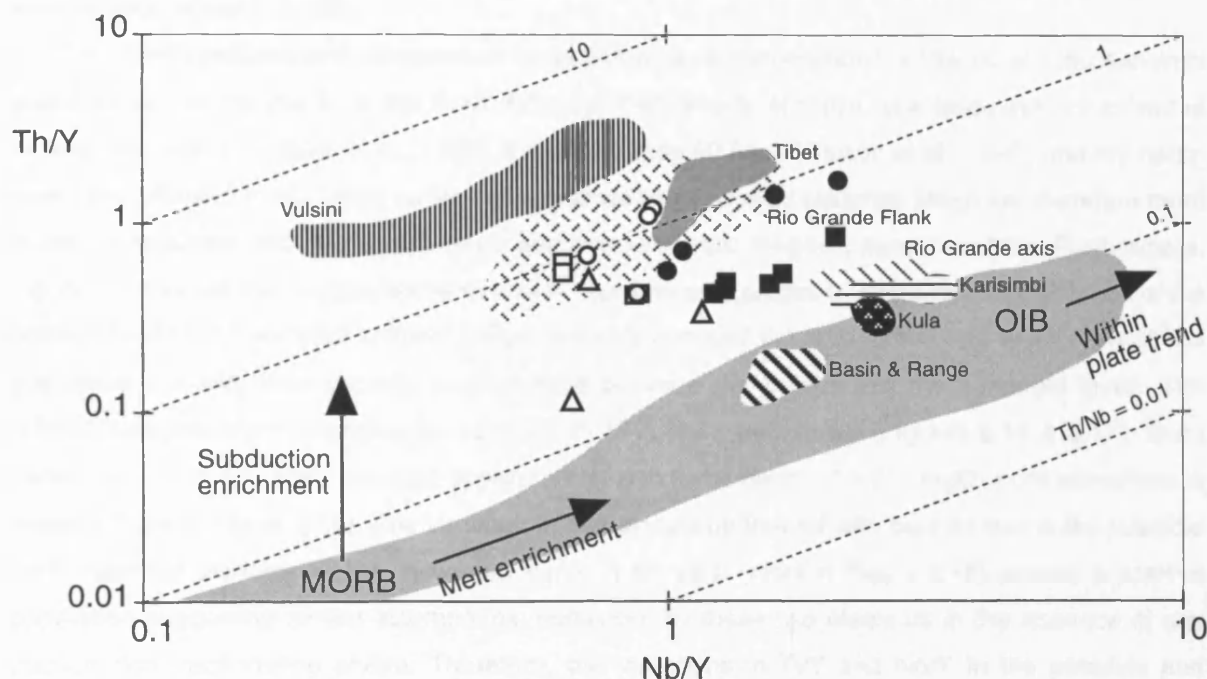 10
10
1
Th/Y
Tibet
Vulsini
1
Rio Grande Flank
0.1
Rio Grande axis
Karisimbi
OIB
Kula
Within
plate trend
Basin & Range
0.1
Th/Nb = 0.01
Subduction
enrichment
MORB
Melt enrichment
0.01
0.1
1
10
Nb/Y